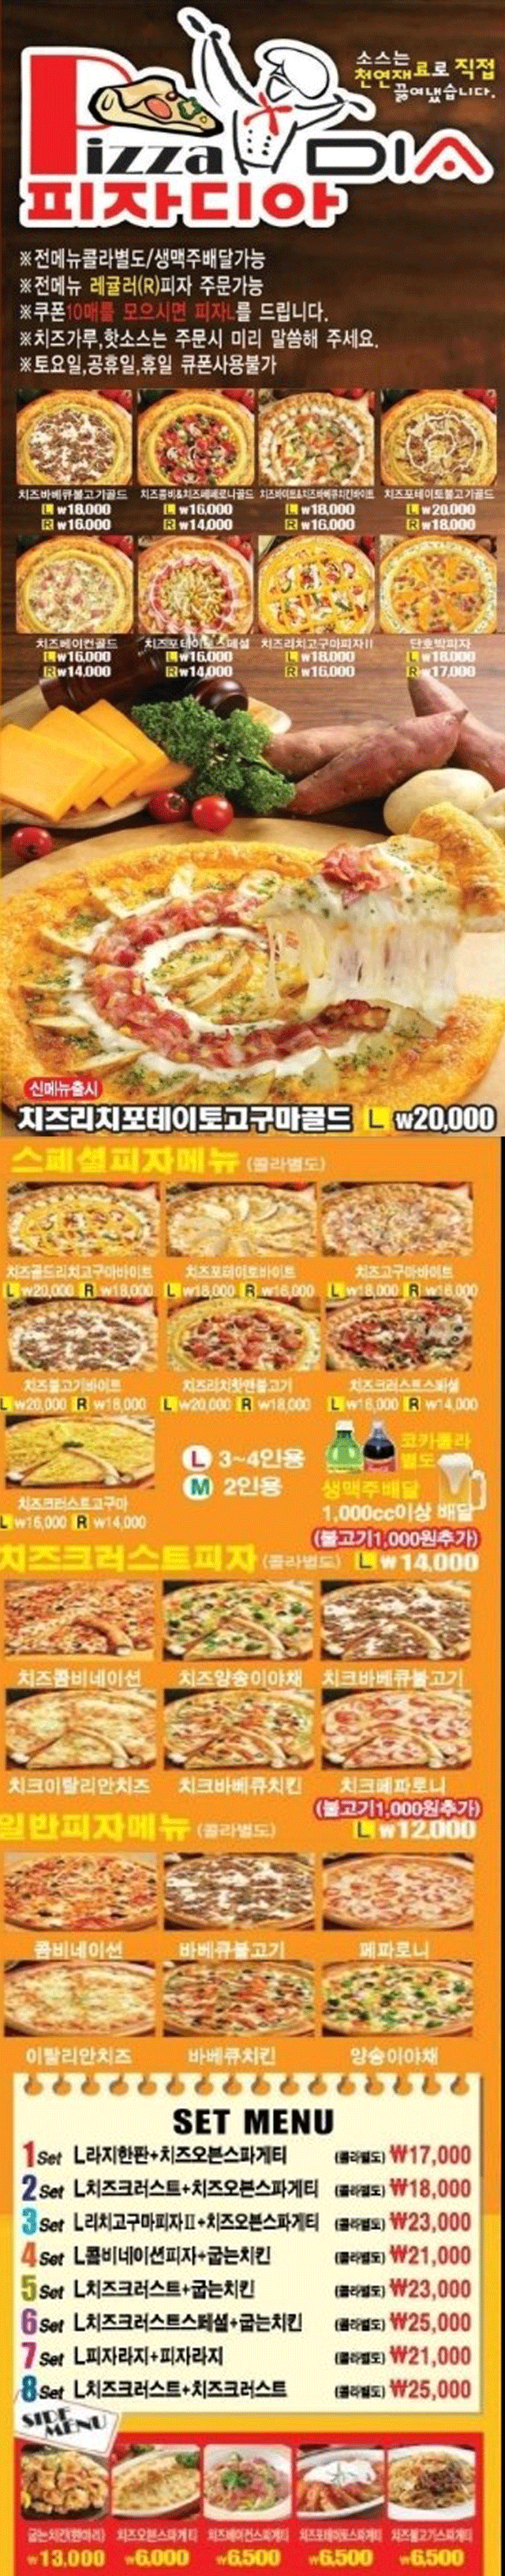 소스는
천연재료로 직접
끓여냈습니다.
Pizza DIA
피자디아
※전메뉴콜라별도/생맥주배달가능
※전메뉴 레귤러(R)피자 주문가능
※쿠폰10매를 모으시면 피자L를 드립니다.
※치즈가루,핫소스는 주문시 미리 말씀해 주세요.
※토요일,공휴일,휴일 큐폰사용불가
치즈바베큐불고기골드 치즈콤비&치즈페페로니골드 치즈바이트&치즈바베큐치킨바이트 치즈포테이토불고기골드
L ₩18,000 L ₩16,000 L ₩18,000 L ₩20,000
R ₩16,000 R ₩14,000 R ₩16,000 R ₩18,000
치즈베이컨골드 치즈포테이토스페셜 치즈리치고구마피자II 단호박피자
L ₩16,000 L ₩16,000 L ₩18,000 L ₩18,000
R ₩14,000 R ₩14,000 R ₩16,000 R ₩17,000
신메뉴출시
치즈리치포테이토고구마골드 L ₩20,000
스페셜피자메뉴 (콜라별도)
치즈골드리치고구마바이트 치즈포테이토바이트 치즈고구마바이트
L ₩20,000 R ₩18,000 L ₩18,000 R ₩16,000 L ₩18,000 R ₩16,000
치즈불고기바이트 치즈리치핫앤불고기 치즈크러스트스페셜
L ₩20,000 R ₩18,000 L ₩20,000 R ₩18,000 L ₩16,000 R ₩14,000
치즈크러스트고구마
L ₩16,000 R ₩14,000
L 3~4인용
M 2인용
코카콜라
별도
생맥주배달
1,000cc이상 배달
(불고기1,000원추가)
치즈크러스트피자 (콜라별도) L ₩14,000
치즈콤비네이션 치즈양송이야채 치크바베큐불고기
치크이탈리안치즈 치크바베큐치킨 치크페파로니
(불고기1,000원추가)
일반피자메뉴 (콜라별도) L ₩12,000
콤비네이션 바베큐불고기 페파로니
이탈리안치즈 바베큐치킨 양송이야채
SET MENU
1 Set L라지한판+치즈오븐스파게티 (콜라별도) ₩17,000
2 Set L치즈크러스트+치즈오븐스파게티 (콜라별도) ₩18,000
3 Set L리치고구마피자II+치즈오븐스파게티 (콜라별도) ₩23,000
4 Set L콤비네이션피자+굽는치킨 (콜라별도) ₩21,000
5 Set L치즈크러스트+굽는치킨 (콜라별도) ₩23,000
6 Set L치즈크러스트스페셜+굽는치킨 (콜라별도) ₩25,000
7 Set L피자라지+피자라지 (콜라별도) ₩21,000
8 Set L치즈크러스트+치즈크러스트 (콜라별도) ₩25,000
SIDE
MENU
굽는치킨(한마리) 치즈오븐스파게티 치즈베이컨스파게티 치즈포테이토스파게티 치즈불고기스파게티
₩13,000 ₩6,000 ₩6,500 ₩6,500 ₩6,500